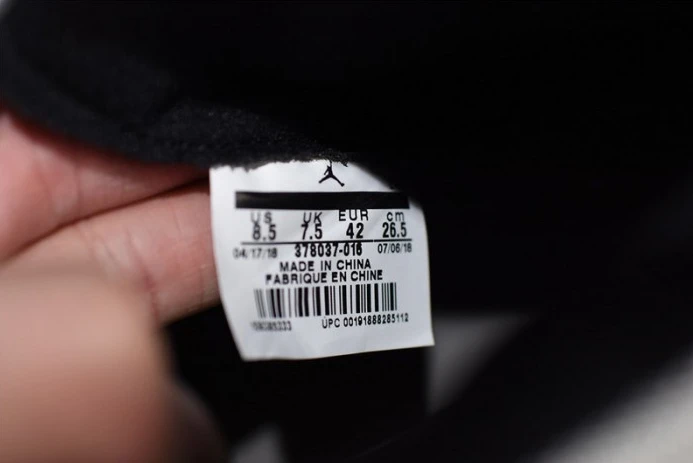 US UK EUR cm
8.5 7.5 42 26.5
04/17/18 378037-016 07/06/18
MADE IN CHINA
FABRIQUE EN CHINE
UPC 00191888285112